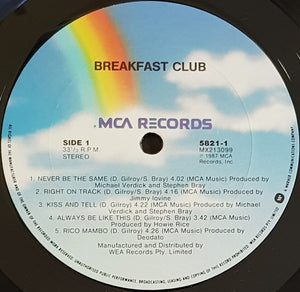 BREAKFAST CLUB
MCA RECORDS
SIDE 1
33⅓ R.P.M
STEREO
5821-1
MX213099
℗ 1987 MCA
Records, Inc
1. NEVER BE THE SAME (D. Gilroy/S. Bray) 4.02 (MCA Music) Produced by
Michael Verdick and Stephen Bray
2. RIGHT ON TRACK (D. Gilroy/S. Bray) 4.16 (MCA Music) Produced by
Jimmy Iovine
3. KISS AND TELL (D. Gilroy) 4.22 (MCA Music) Produced by Michael
Verdick and Stephen Bray
4. ALWAYS BE LIKE THIS (D. Gilroy/S. Bray) 3.42 (MCA Music)
Produced by Howie Rice
5. RICO MAMBO (D. Gilroy) 4.26 (MCA Music) Produced by
Deodato
Manufactured and Distributed by
WEA Records Pty. Limited